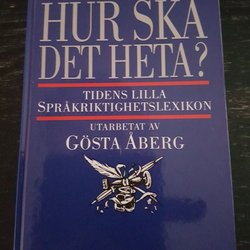 HUR SKA
DET HETA?
TIDENS LILLA
SPRÅKRIKTIGHETSLEXIKON
UTARBETAT AV
GÖSTA ÅBERG